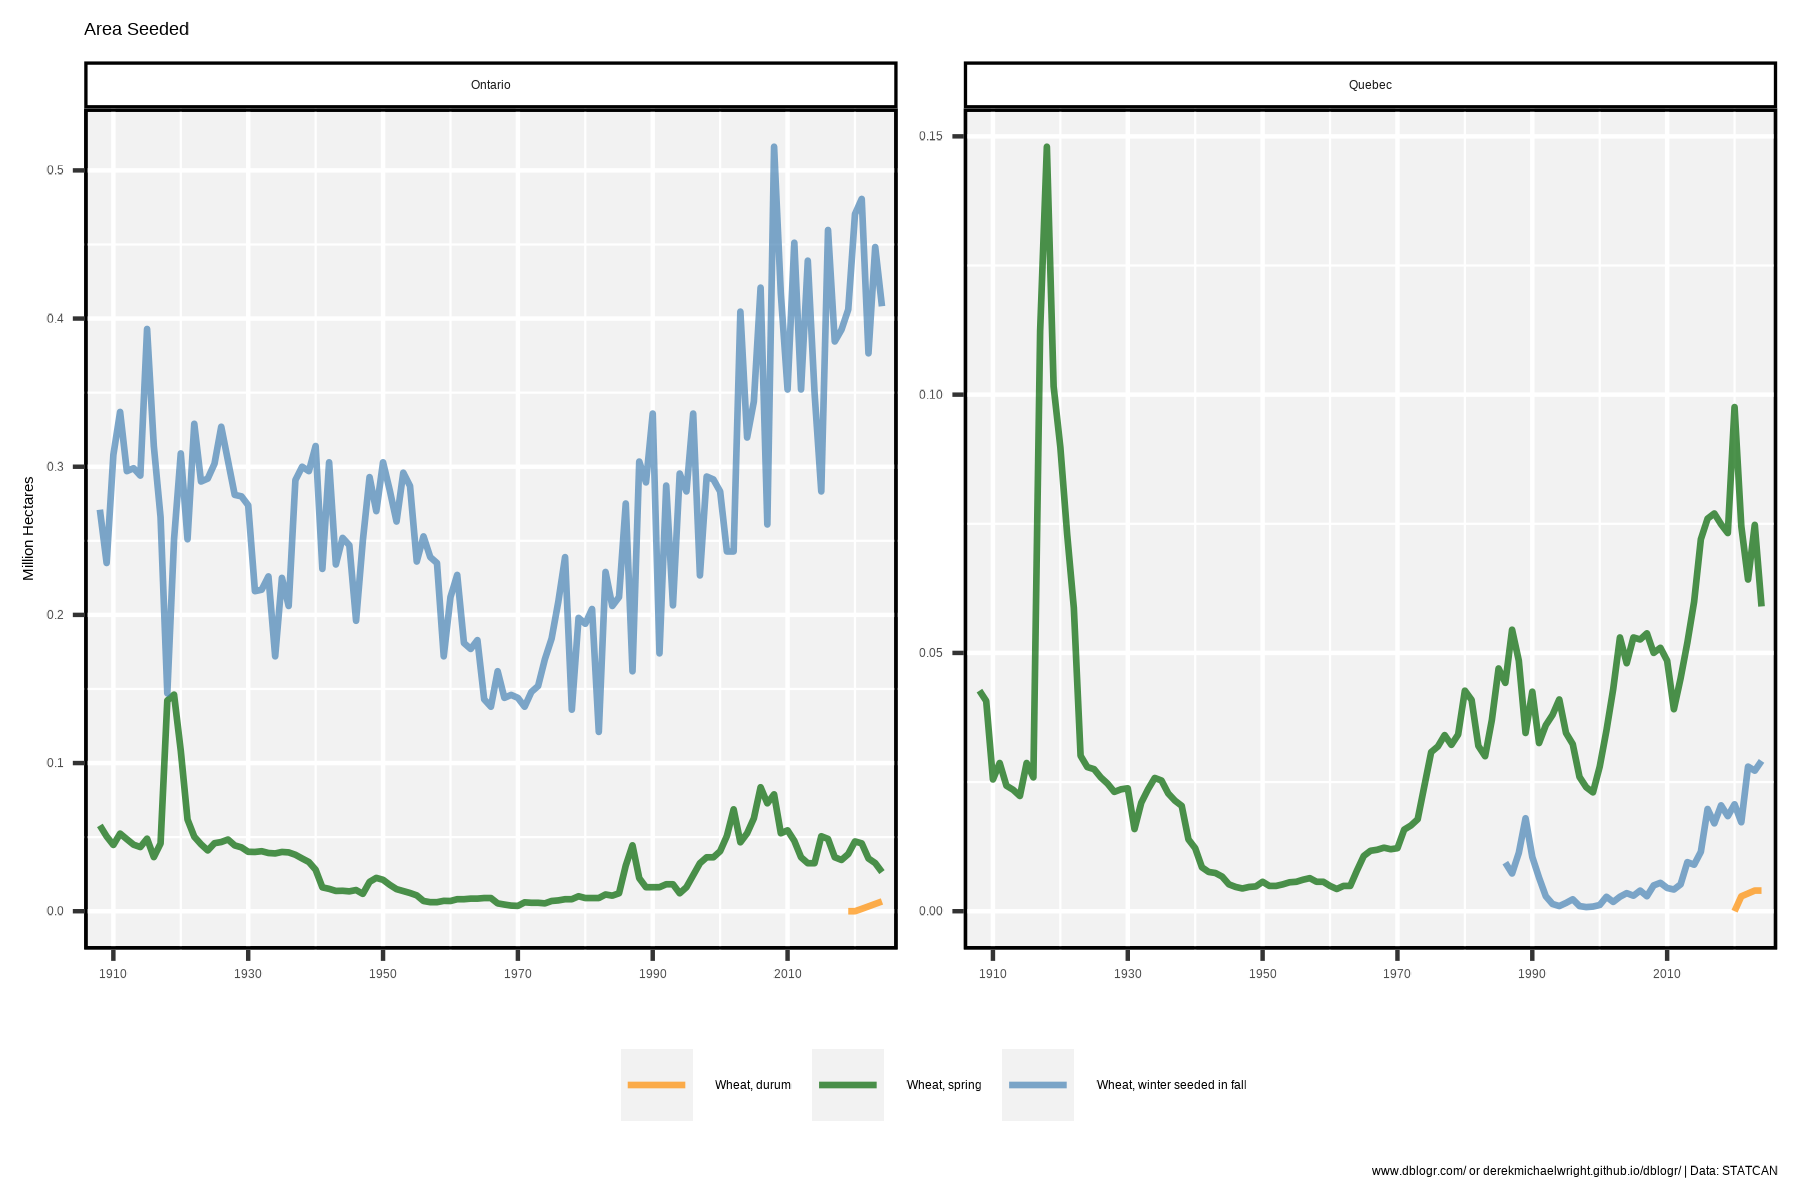 Area Seeded
Ontario
Quebec
Million Hectares
0.5
0.4
0.3
0.2
0.1
0.0
0.15
0.10
0.05
0.00
1910 1930 1950 1970 1990 2010
1910 1930 1950 1970 1990 2010
Wheat, durum
Wheat, spring
Wheat, winter seeded in fall
www.dblogr.com/ or derekmichaelwright.github.io/dblogr/ | Data: STATCAN